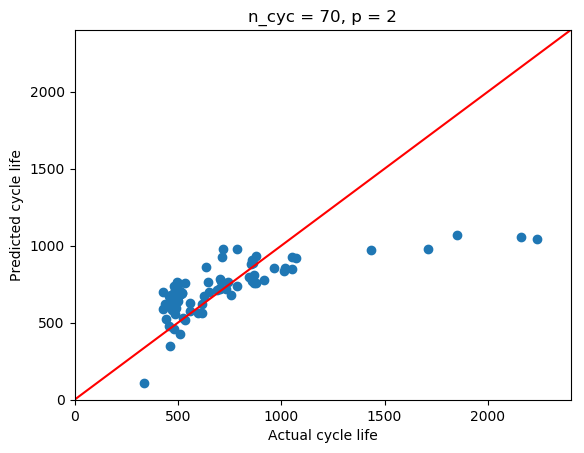 n_cyc = 70, p = 2
Predicted cycle life
2000
1500
1000
500
0
0 500 1000 1500 2000
Actual cycle life